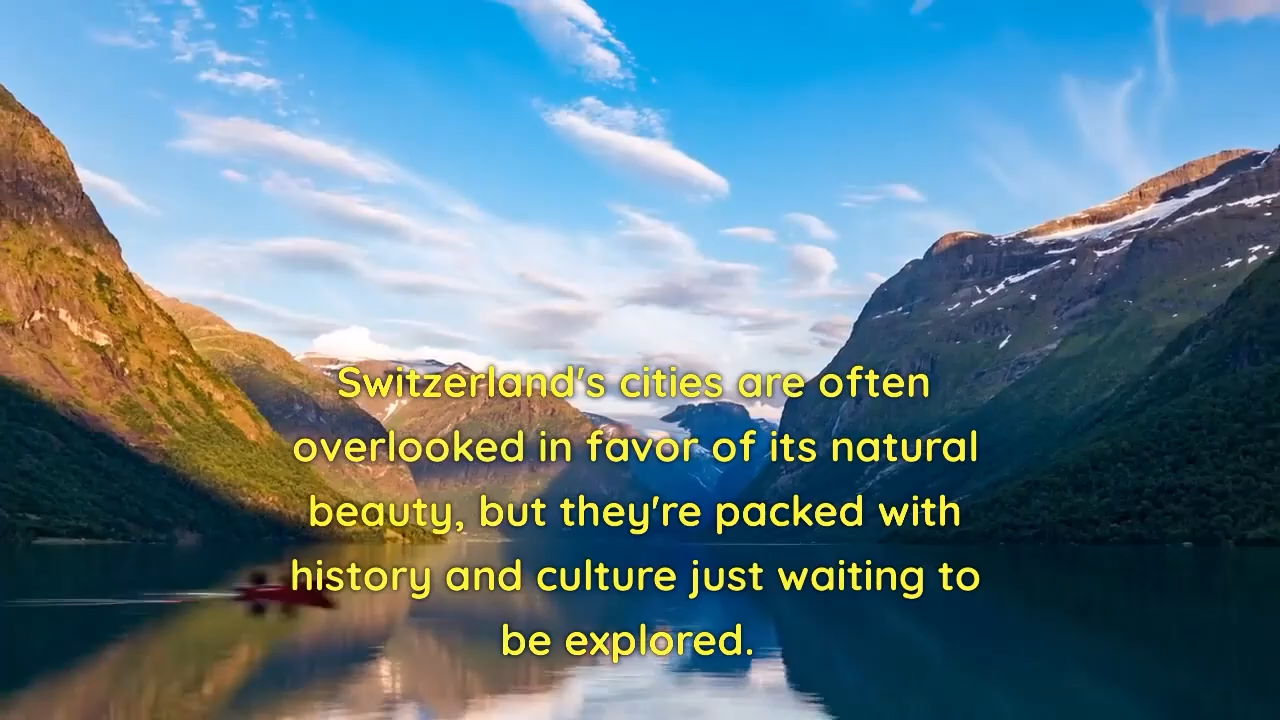 Switzerland's cities are often
overlooked in favor of its natural
beauty, but they're packed with
history and culture just waiting to
be explored.